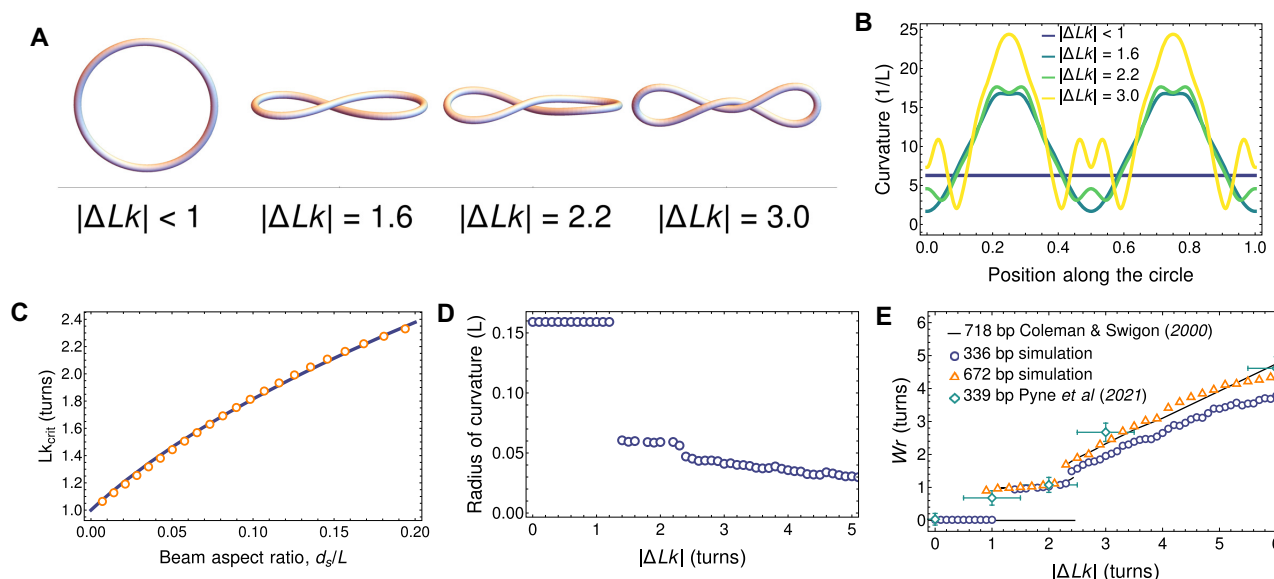 A
|ΔLk| < 1
|ΔLk| = 1.6
|ΔLk| = 2.2
|ΔLk| = 3.0
B
25
20
15
10
5
0
Curvature (1/L)
|ΔLk| < 1
|ΔLk| = 1.6
|ΔLk| = 2.2
|ΔLk| = 3.0
0.0 0.2 0.4 0.6 0.8 1.0
Position along the circle
C
2.4
2.2
2.0
1.8
1.6
1.4
1.2
1.0
Lkcrit (turns)
0.00 0.05 0.10 0.15 0.20
Beam aspect ratio, ds/L
D
0.15
0.10
0.05
0.00
Radius of curvature (L)
0 1 2 3 4 5
|ΔLk| (turns)
E
6
5
4
3
2
1
0
Wr (turns)
718 bp Coleman & Swigon (2000)
336 bp simulation
672 bp simulation
339 bp Pyne et al (2021)
0 1 2 3 4 5 6
|ΔLk| (turns)